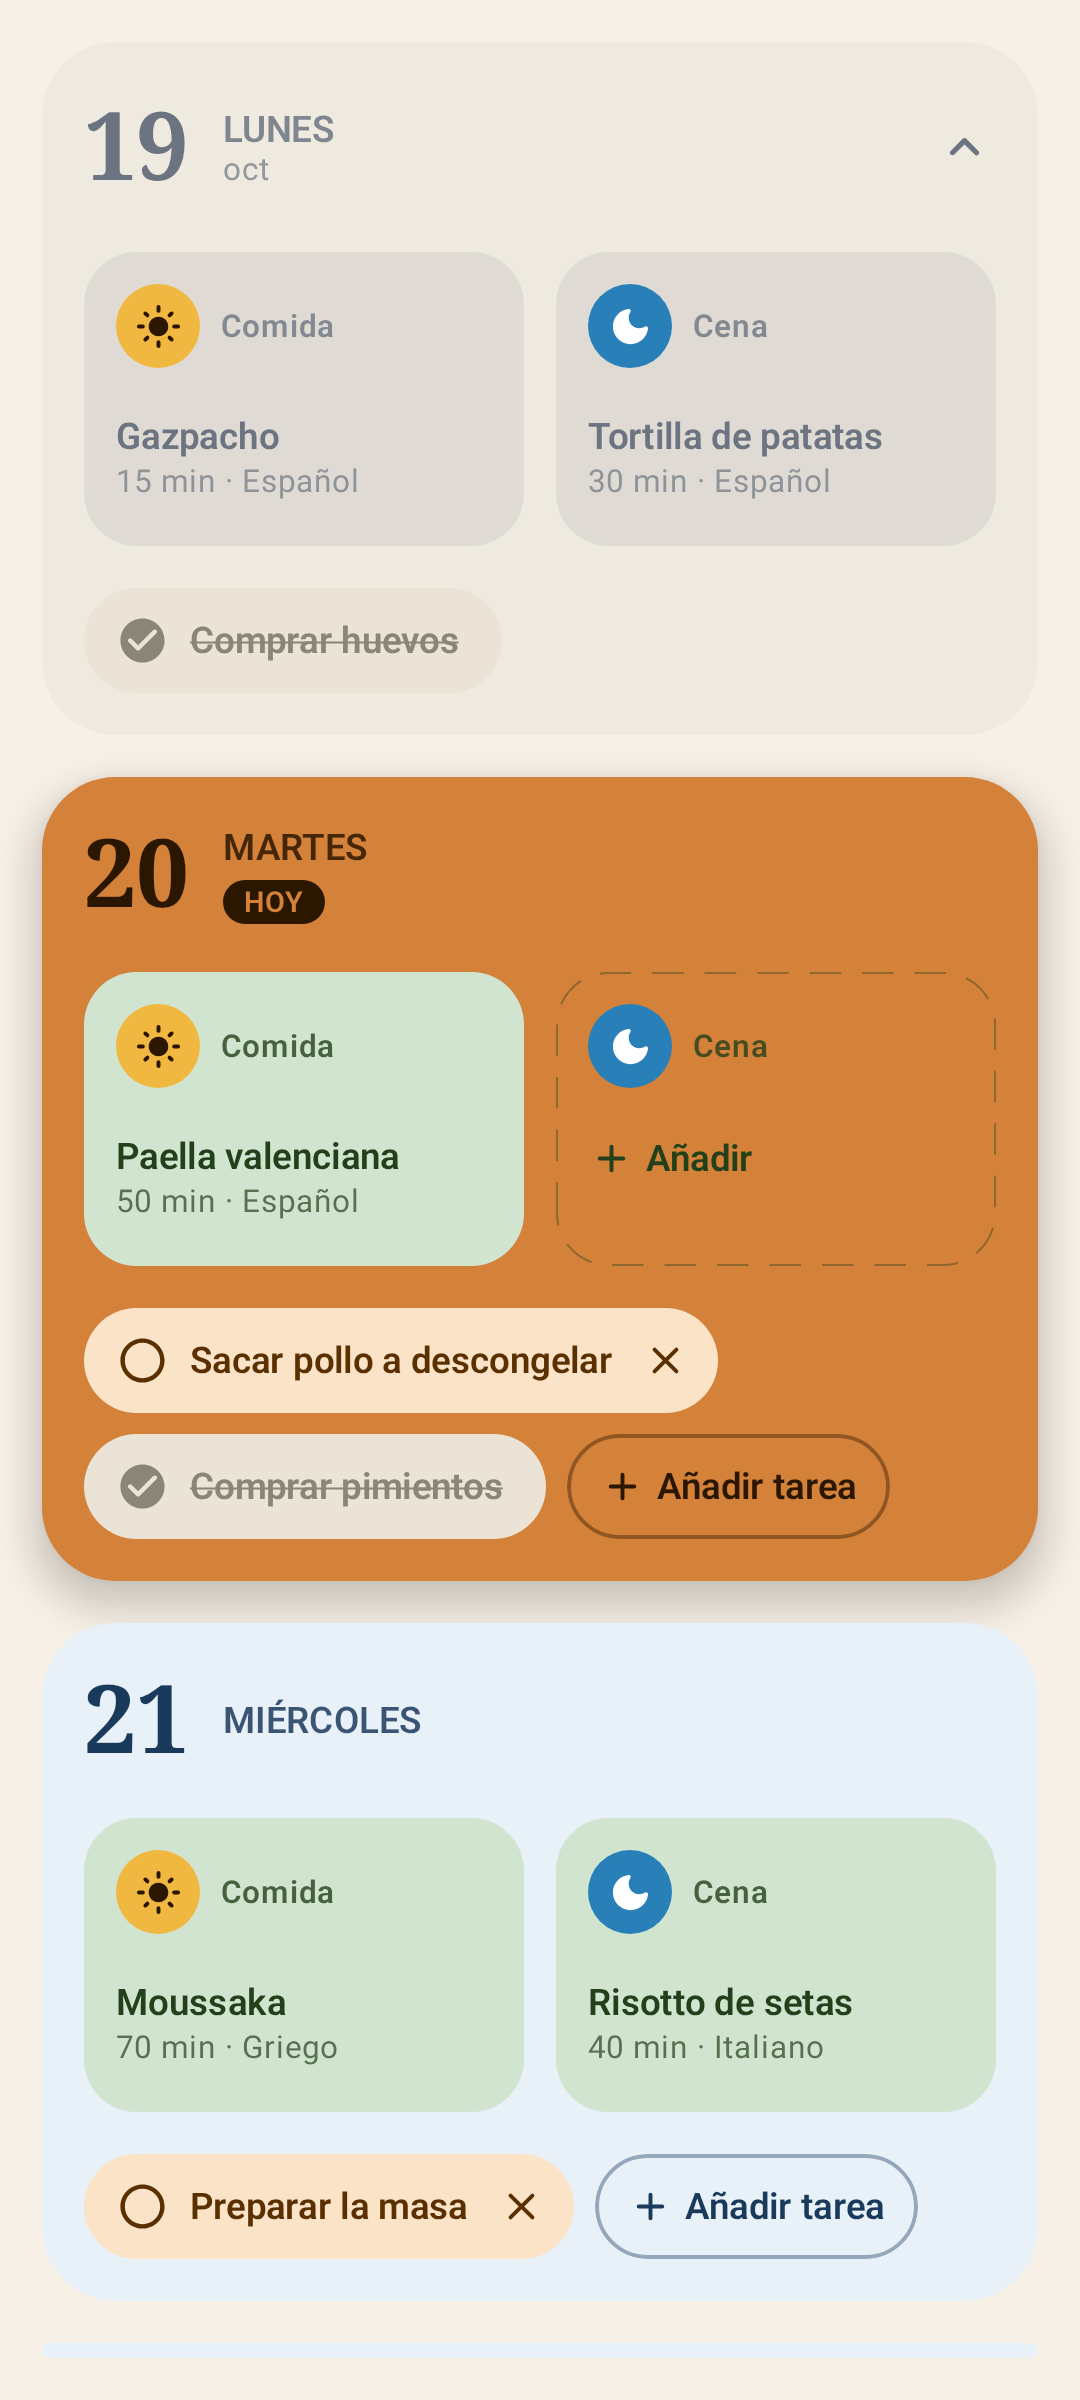 19 LUNES
oct
Comida
Cena
Gazpacho
Tortilla de patatas
15 min · Español
30 min · Español
Comprar huevos
20 MARTES
HOY
Comida
Cena
Paella valenciana
50 min · Español
+ Añadir
Sacar pollo a descongelar
Comprar pimientos
+ Añadir tarea
21 MIÉRCOLES
Comida
Cena
Moussaka
Risotto de setas
70 min · Griego
40 min · Italiano
Preparar la masa
+ Añadir tarea